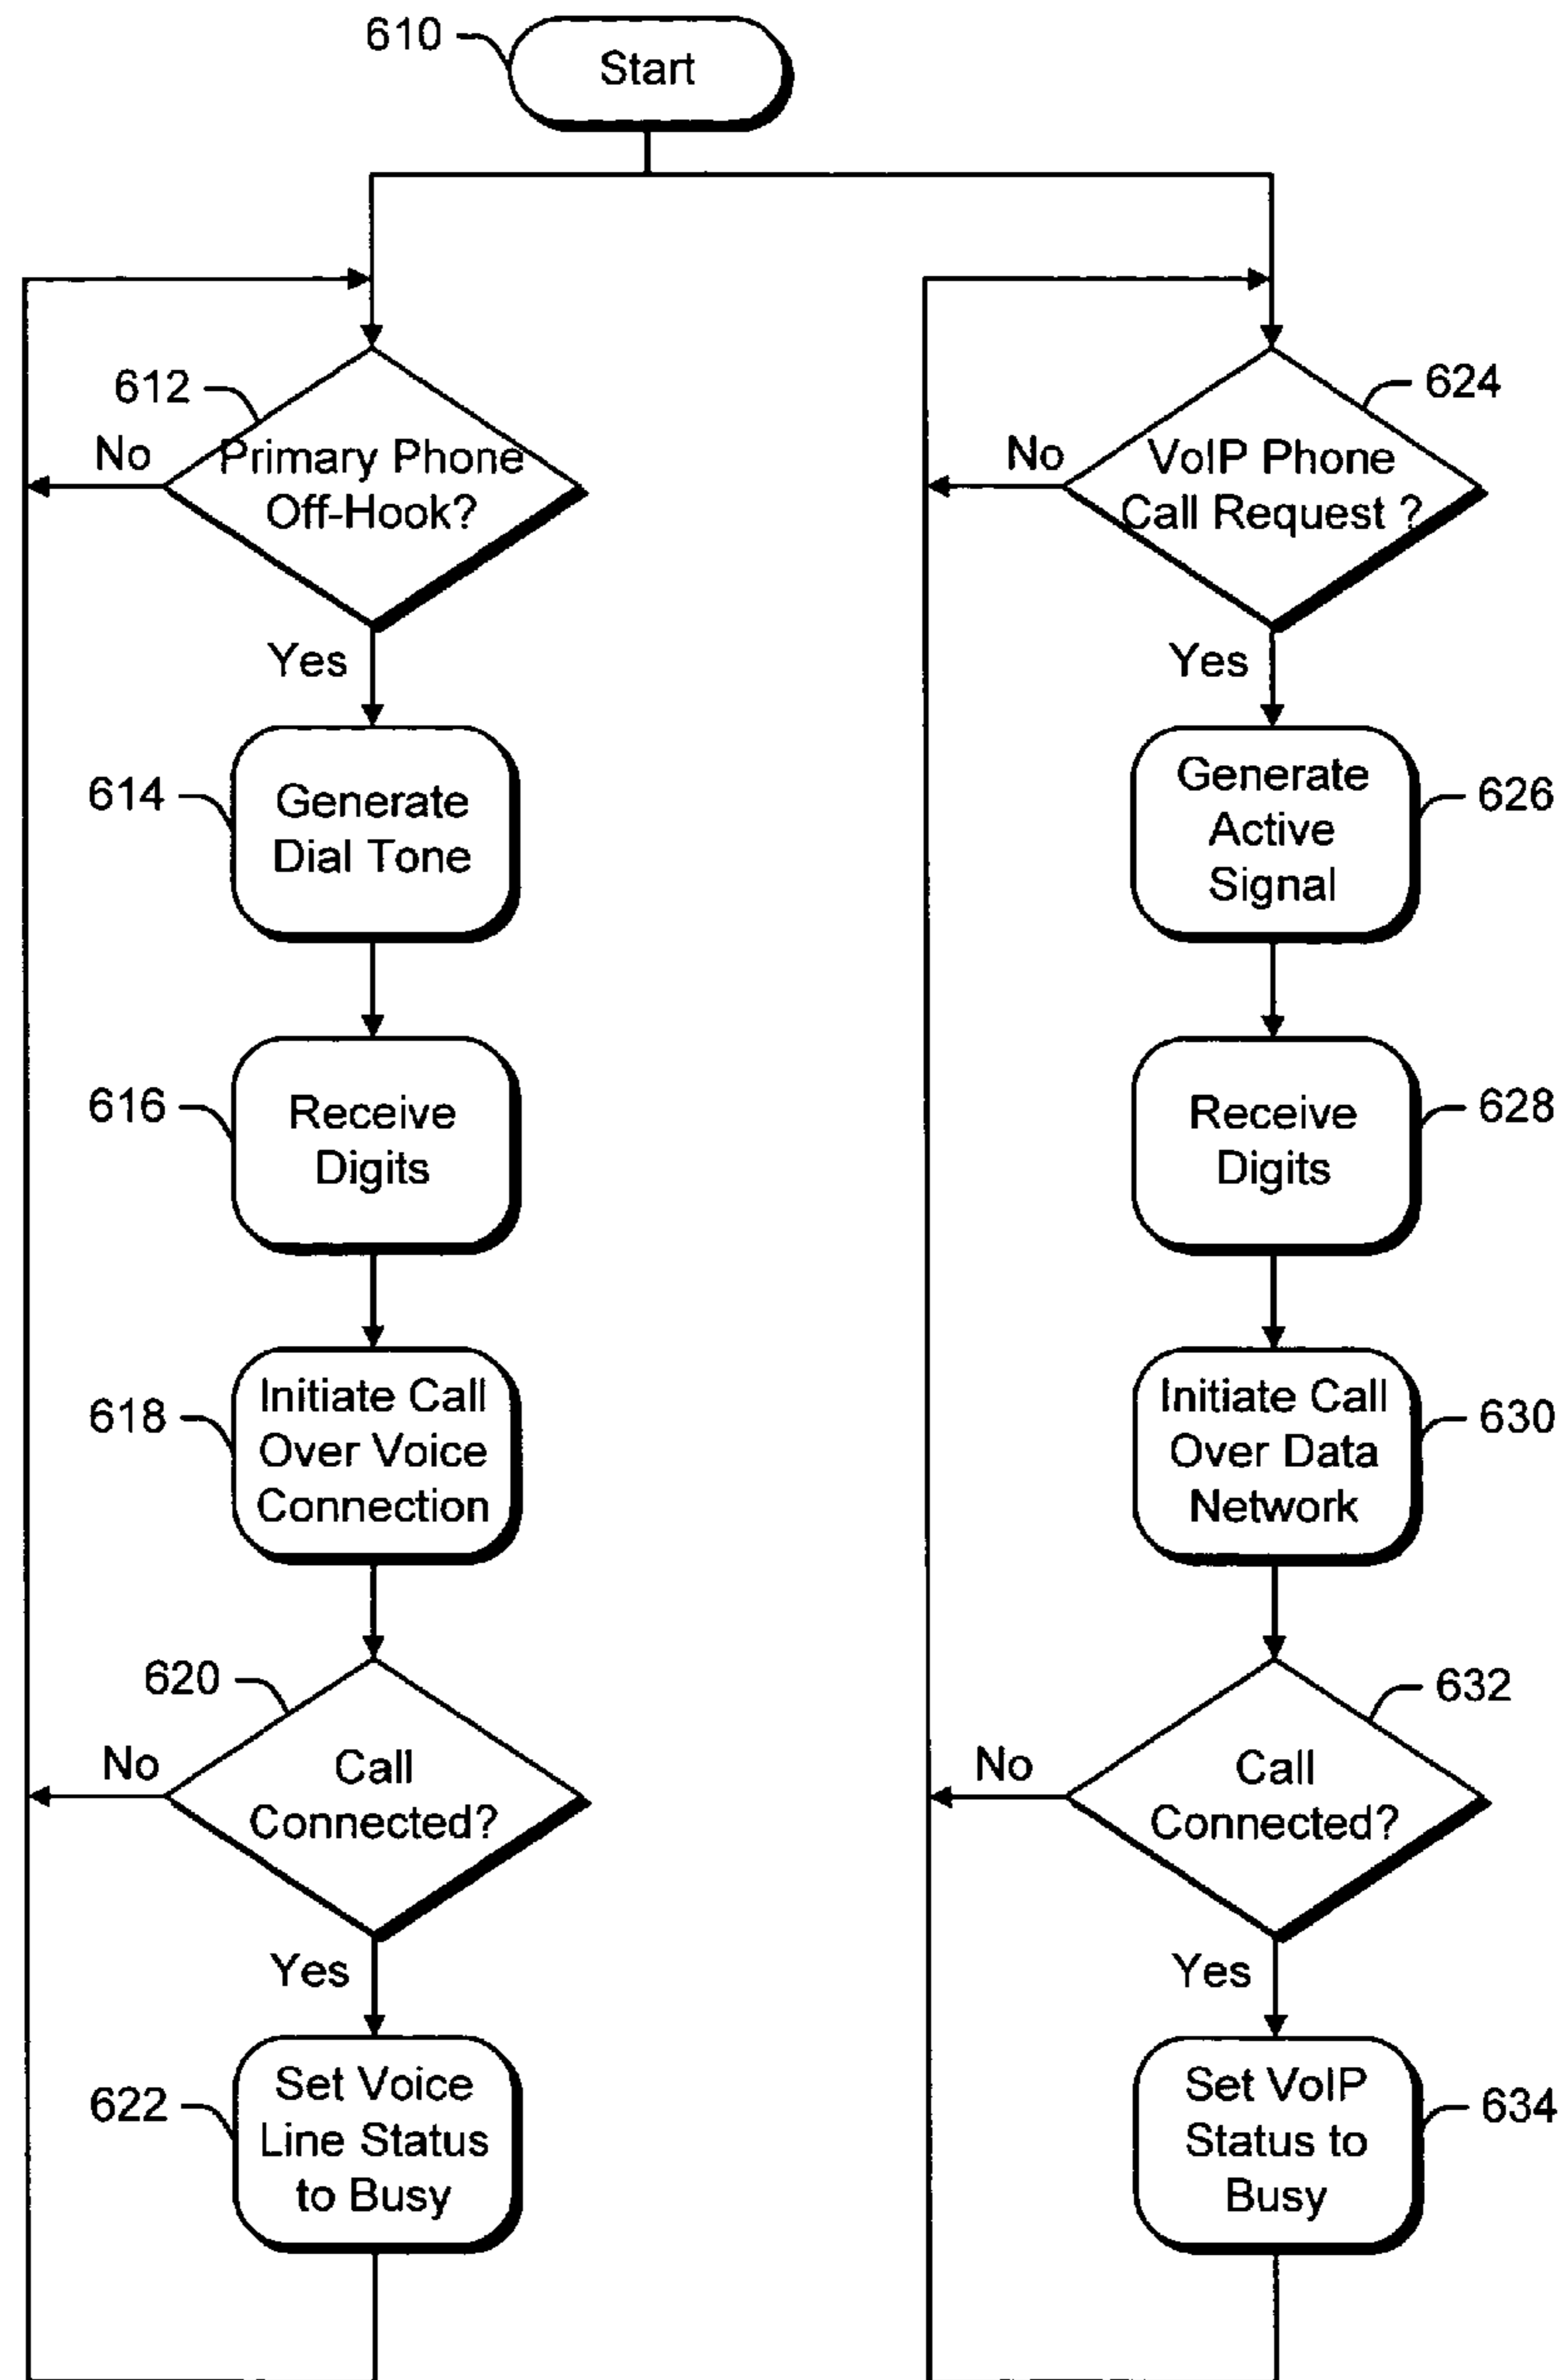 610
Start
612
No
Primary Phone
Off-Hook?
Yes
614
Generate
Dial Tone
616
Receive
Digits
618
Initiate Call
Over Voice
Connection
620
No
Call
Connected?
Yes
622
Set Voice
Line Status
to Busy
624
No
VoIP Phone
Call Request ?
Yes
Generate
Active
Signal
626
Receive
Digits
628
Initiate Call
Over Data
Network
630
632
No
Call
Connected?
Yes
Set VoIP
Status to
Busy
634